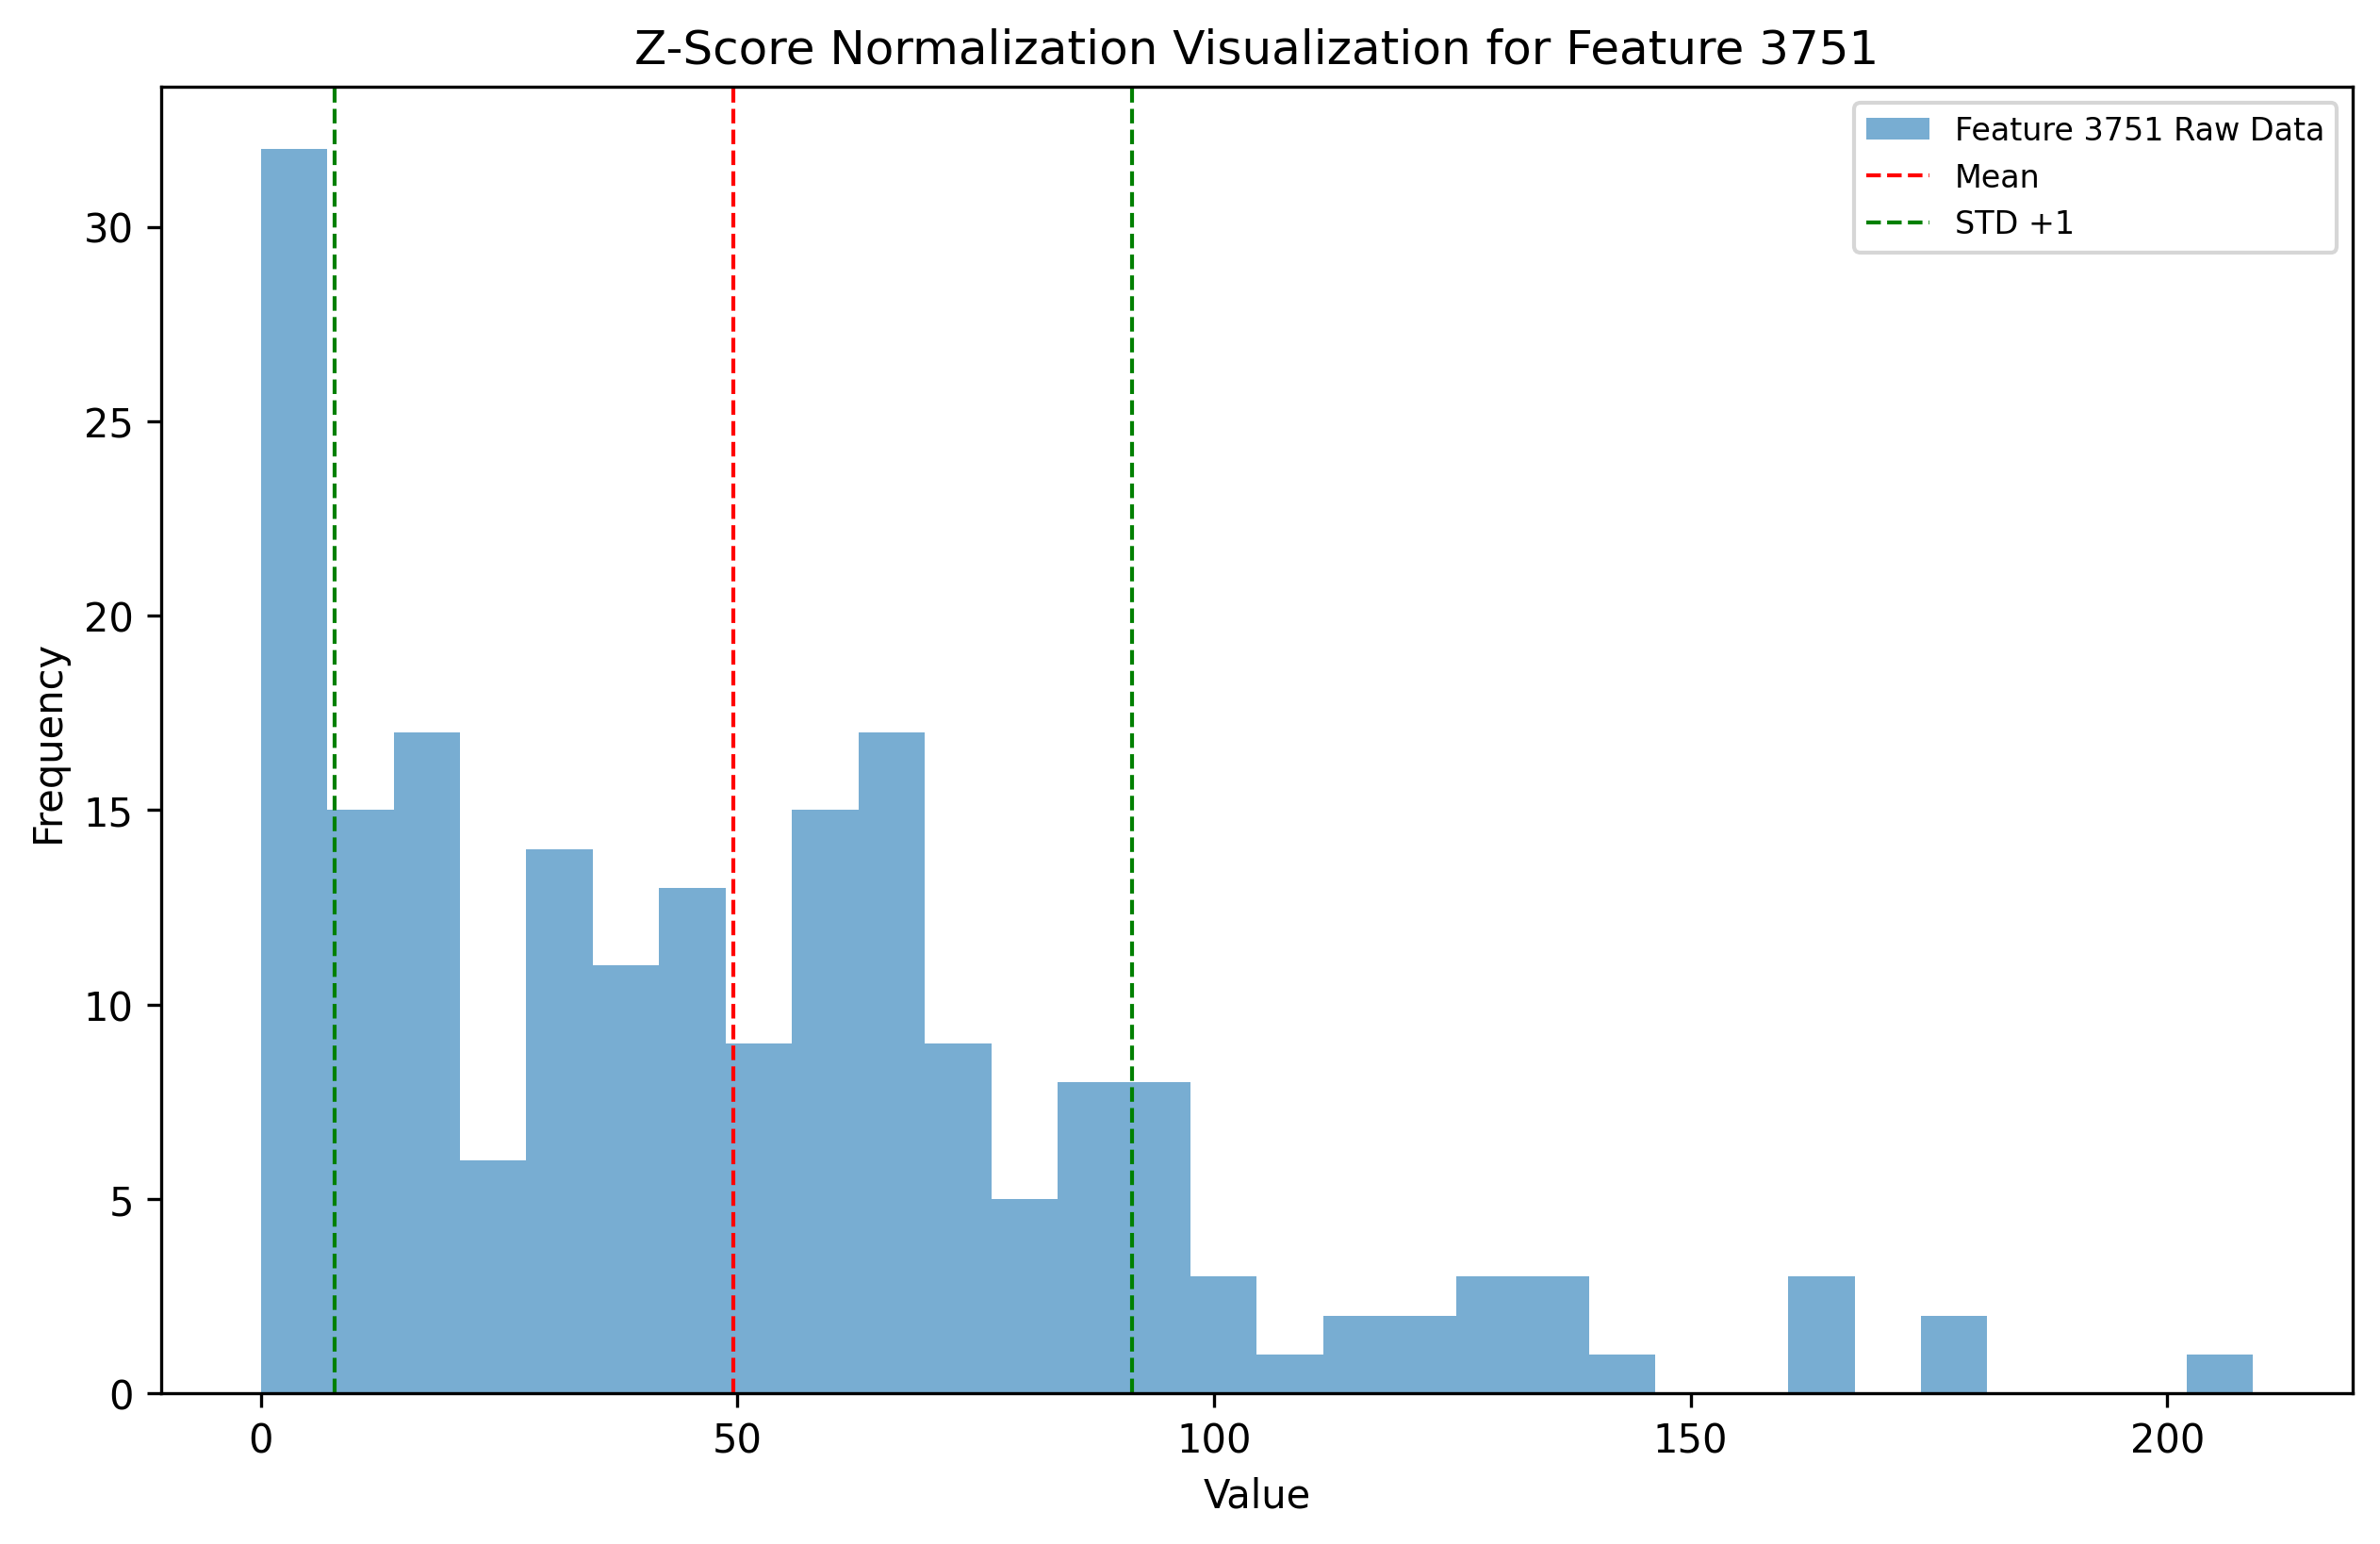 Z-Score Normalization Visualization for Feature 3751
Feature 3751 Raw Data
Mean
STD +1
30
25
20
15
10
5
0
Frequency
0 50 100 150 200
Value